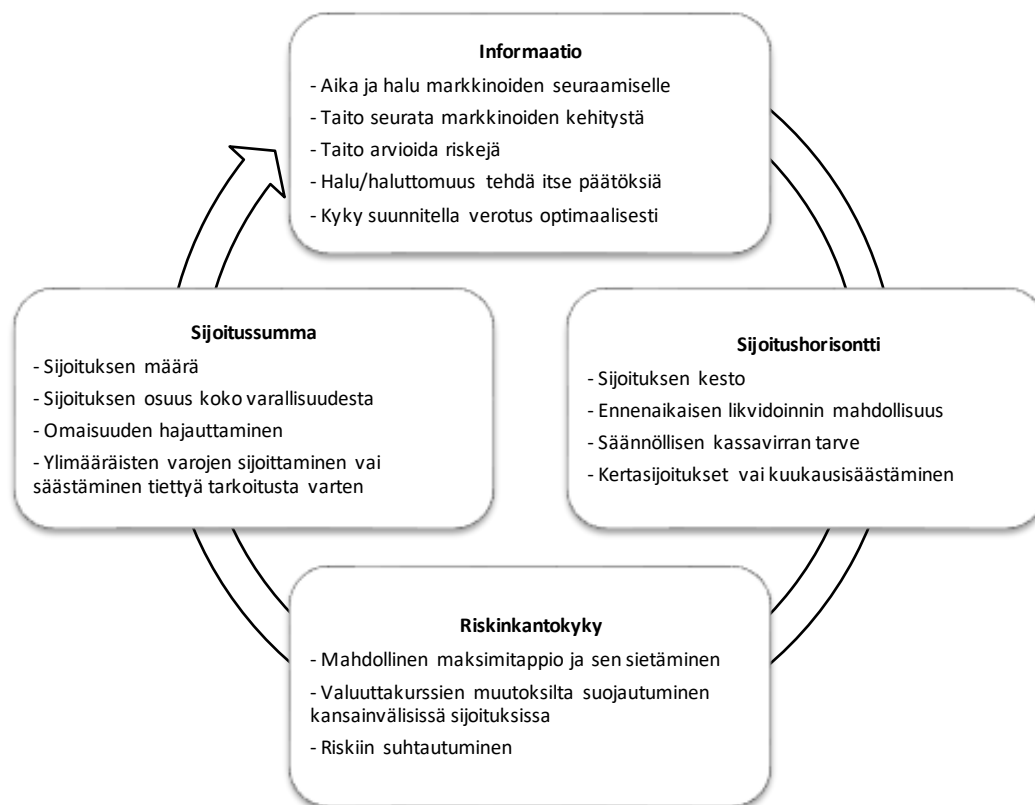 Informaatio
- Aika ja halu markkinoiden seuraamiselle
- Taito seurata markkinoiden kehitystä
- Taito arvioida riskejä
- Halu/haluttomuus tehdä itse päätöksiä
- Kyky suunnitella verotus optimaalisesti
Sijoitussumma
- Sijoituksen määrä
- Sijoituksen osuus koko varallisuudesta
- Omaisuuden hajauttaminen
- Ylimääräisten varojen sijoittaminen vai
säästäminen tiettyä tarkoitusta varten
Sijoitushorisontti
- Sijoituksen kesto
- Ennenaikaisen likvidoinnin mahdollisuus
- Säännöllisen kassavirran tarve
- Kertasijoitukset vai kuukausisäästäminen
Riskinkantokyky
- Mahdollinen maksimitappio ja sen sietäminen
- Valuuttakurssien muutoksilta suojautuminen
kansainvälisissä sijoituksissa
- Riskiin suhtautuminen